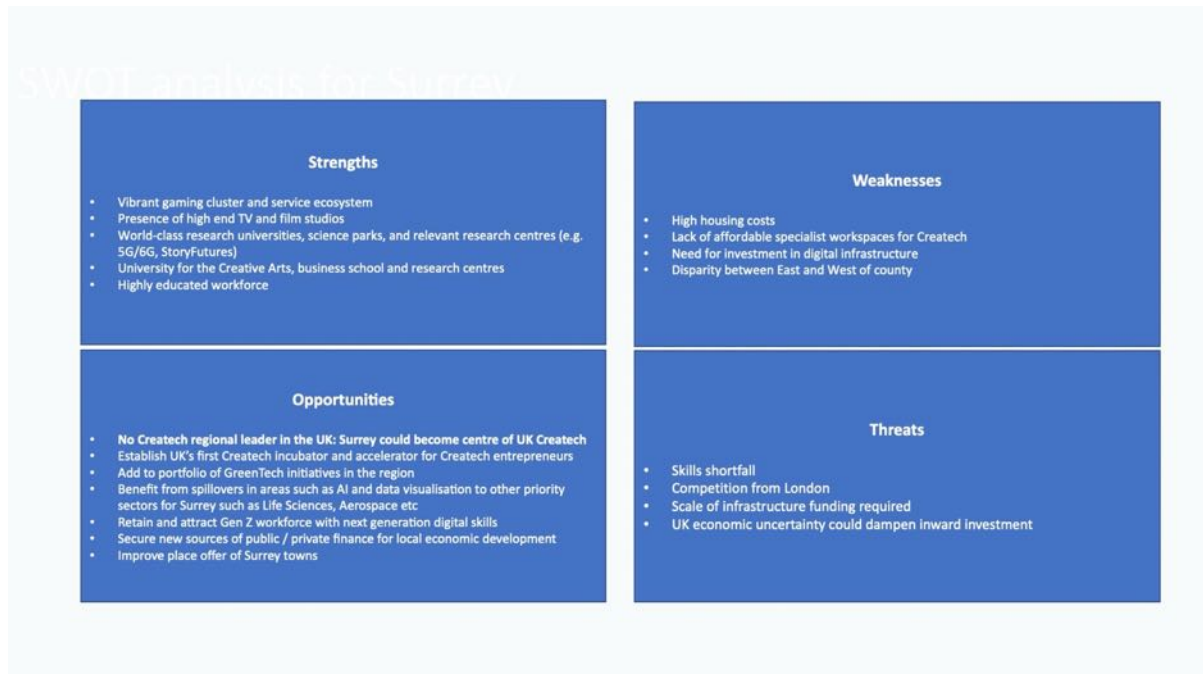 SWOT analysis for Surrey
Strengths
• Vibrant gaming cluster and service ecosystem
• Presence of high end TV and film studios
• World-class research universities, science parks, and relevant research centres (e.g.
5G/6G, StoryFutures)
• University for the Creative Arts, business school and research centres
• Highly educated workforce
Weaknesses
• High housing costs
• Lack of affordable specialist workspaces for Createch
• Need for investment in digital infrastructure
• Disparity between East and West of county
Opportunities
• No Createch regional leader in the UK: Surrey could become centre of UK Createch
• Establish UK's first Createch incubator and accelerator for Createch entrepreneurs
• Add to portfolio of GreenTech initiatives in the region
• Benefit from spillovers in areas such as AI and data visualisation to other priority
sectors for Surrey such as Life Sciences, Aerospace etc
• Retain and attract Gen Z workforce with next generation digital skills
• Secure new sources of public / private finance for local economic development
• Improve place offer of Surrey towns
Threats
• Skills shortfall
• Competition from London
• Scale of infrastructure funding required
• UK economic uncertainty could dampen inward investment